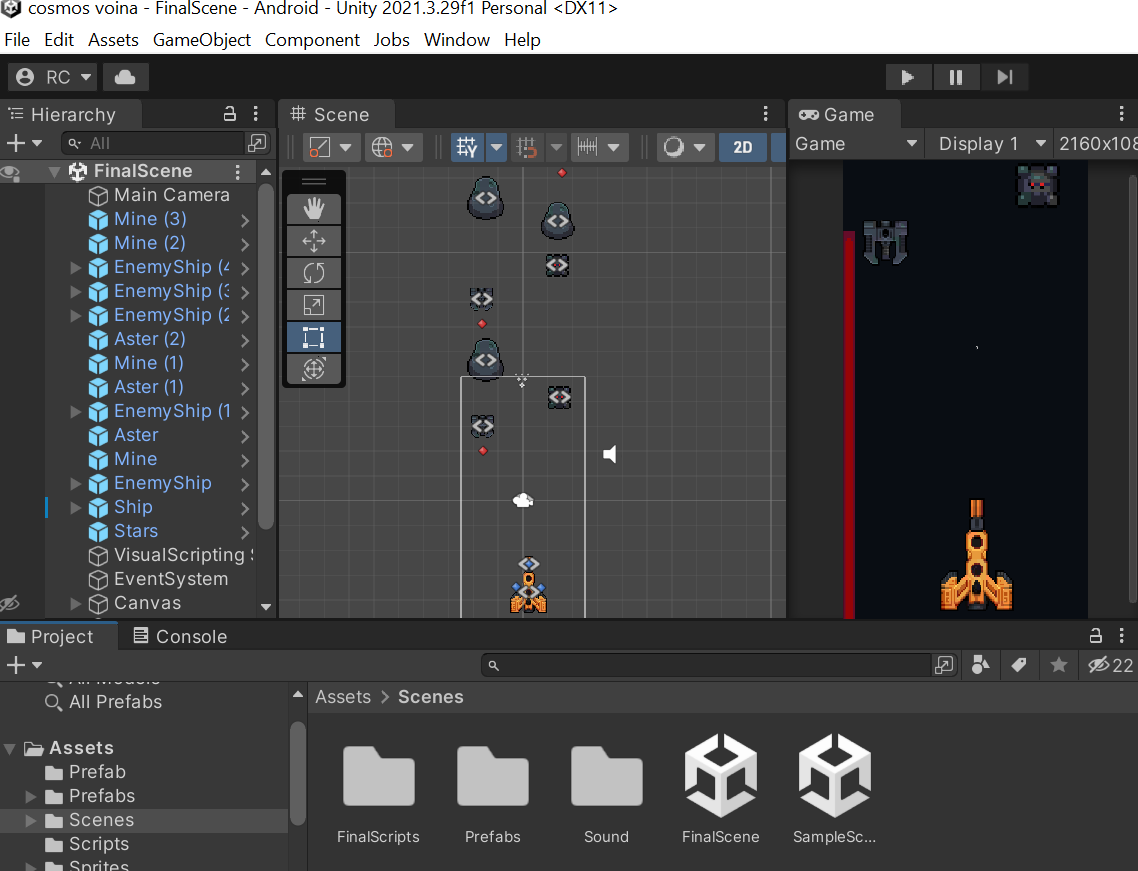 cosmos voina - FinalScene - Android - Unity 2021.3.29f1 Personal <DX11>
File Edit Assets GameObject Component Jobs Window Help
RC
Hierarchy
All
FinalScene
Main Camera
Mine (3)
Mine (2)
EnemyShip (4
EnemyShip (3
EnemyShip (2
Aster (2)
Mine (1)
Aster (1)
EnemyShip (1
Aster
Mine
EnemyShip
Ship
Stars
VisualScripting
EventSystem
Canvas
Scene
2D
Game
Game Display 1 2160x108
Project Console
22
All Models
All Prefabs
Assets
Prefab
Prefabs
Scenes
Scripts
Sprites
Assets > Scenes
FinalScripts Prefabs Sound FinalScene SampleSc...